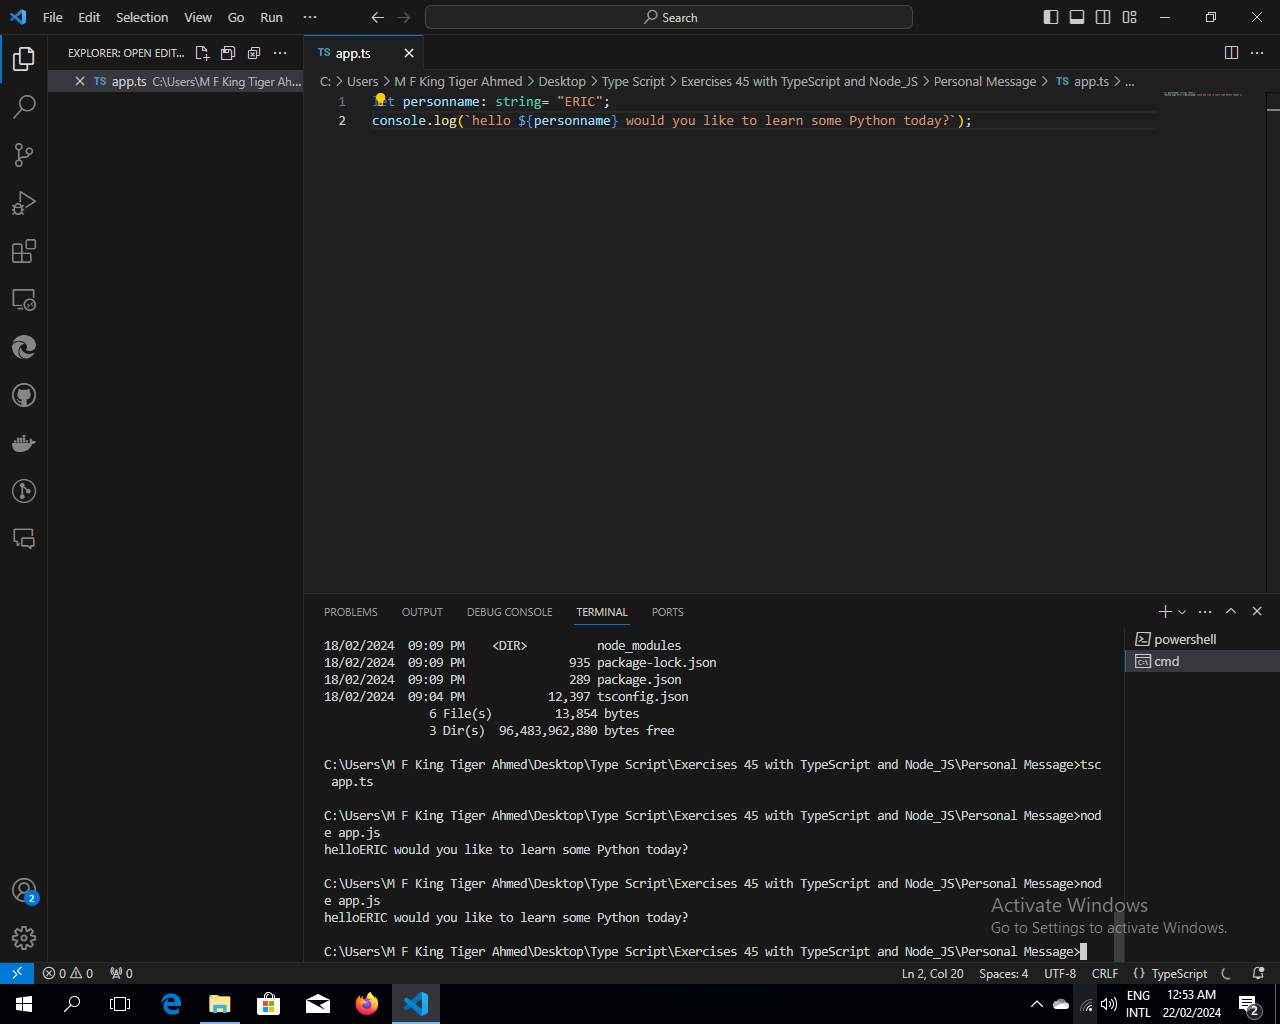 File Edit Selection View Go Run ··· Search
EXPLORER: OPEN EDIT... ···
app.ts C:\Users\M F King Tiger Ah...
TS app.ts
C: > Users > M F King Tiger Ahmed > Desktop > Type Script > Exercises 45 with TypeScript and Node_JS > Personal Message > TS app.ts > ...
1 let personname: string= "ERIC";
2 console.log(`hello ${personname} would you like to learn some Python today?`);
PROBLEMS OUTPUT DEBUG CONSOLE TERMINAL PORTS
powershell
cmd
18/02/2024 09:09 PM <DIR> node_modules
18/02/2024 09:09 PM 935 package-lock.json
18/02/2024 09:09 PM 289 package.json
18/02/2024 09:04 PM 12,397 tsconfig.json
6 File(s) 13,854 bytes
3 Dir(s) 96,483,962,880 bytes free
C:\Users\M F King Tiger Ahmed\Desktop\Type Script\Exercises 45 with TypeScript and Node_JS\Personal Message>tsc
app.ts
C:\Users\M F King Tiger Ahmed\Desktop\Type Script\Exercises 45 with TypeScript and Node_JS\Personal Message>nod
e app.js
helloERIC would you like to learn some Python today?
C:\Users\M F King Tiger Ahmed\Desktop\Type Script\Exercises 45 with TypeScript and Node_JS\Personal Message>nod
e app.js
helloERIC would you like to learn some Python today?
C:\Users\M F King Tiger Ahmed\Desktop\Type Script\Exercises 45 with TypeScript and Node_JS\Personal Message>
Activate Windows
Go to Settings to activate Windows.
2
0 0 0 Ln 2, Col 20 Spaces: 4 UTF-8 CRLF {} TypeScript
ENG 12:53 AM
INTL 22/02/2024 2